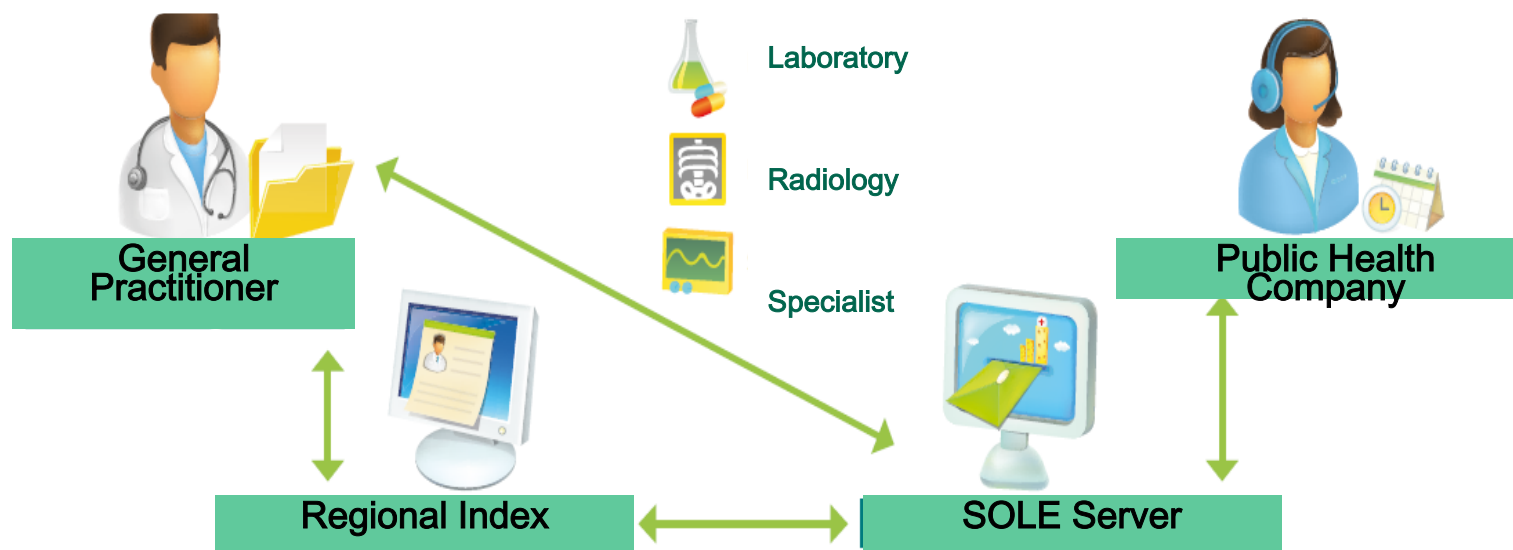 Laboratory
Radiology
Specialist
General
Practitioner
Public Health
Company
Regional Index
SOLE Server